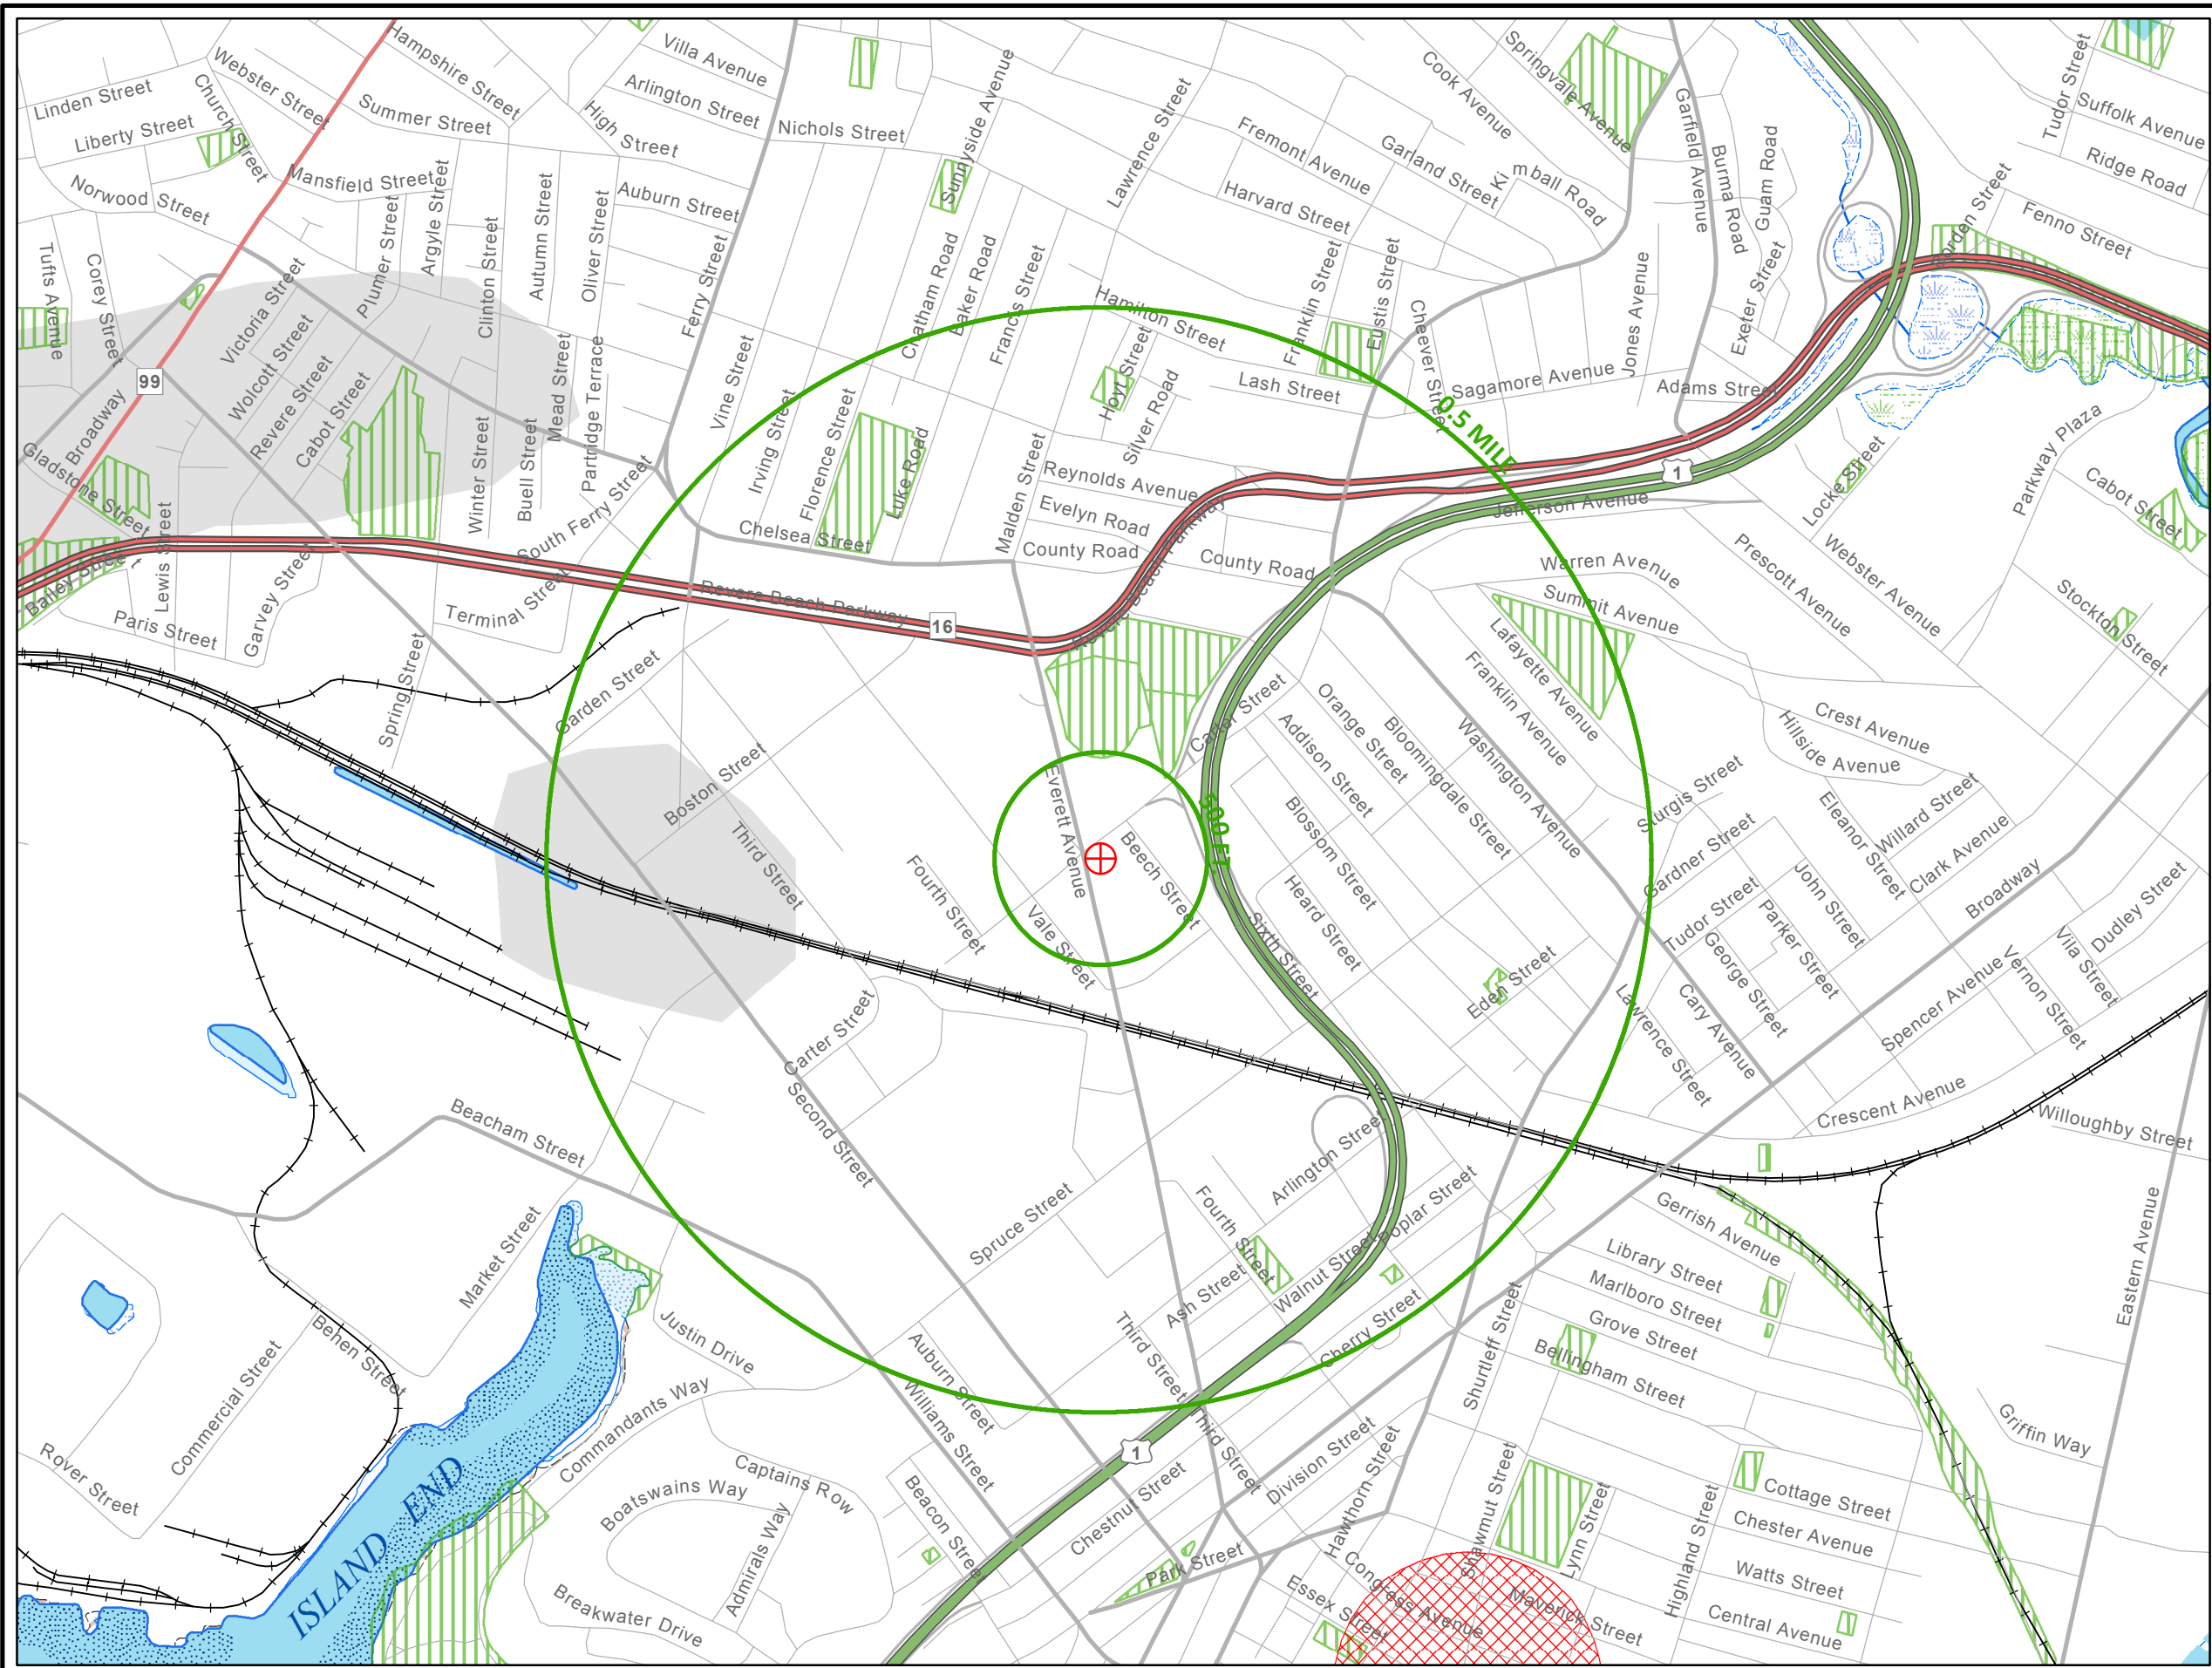 Hampshire Street
Villa Avenue
Springvale Avenue
Cook Avenue
Tudor Street
Webster Street
Church Street
Linden Street
Arlington Street
Sunnyside Avenue
Lawrence Street
Garfield Avenue
Suffolk Avenue
Summer Street
High Street
Nichols Street
Fremont Avenue
Garland Street
Liberty Street
Burma Road
Guam Road
Ridge Road
Mansfield Street
Kimball Road
Norwood Street
Auburn Street
Harvard Street
Borden Street
Fenno Street
Tufts Avenue
Corey Street
Plumer Street
Argyle Street
Clinton Street
Autumn Street
Oliver Street
Ferry Street
Chatham Road
Baker Road
Francis Street
Hamilton Street
Franklin Street
Eustis Street
Cheever Street
Jones Avenue
Exeter Street
Victoria Street
Wolcott Street
Revere Street
Cabot Street
99
Broadway
Mead Street
Partridge Terrace
Vine Street
Irving Street
Florence Street
Luke Road
Hoyt Street
Silver Road
Lash Street
Sagamore Avenue
Adams Street
0.5 MILE
Parkway Plaza
Gladstone Street
Winter Street
Buell Street
South Ferry Street
Malden Street
Reynolds Avenue
1
Locke Street
Cabot Street
Chelsea Street
Evelyn Road
Jefferson Avenue
Lewis Street
County Road
County Road
Revere Beach Parkway
Warren Avenue
Prescott Avenue
Webster Avenue
Bailey Street
Garvey Street
Terminal Street
Revere Beach Parkway
16
Summit Avenue
Stockton Street
Paris Street
Spring Street
Garden Street
Lafayette Avenue
Franklin Avenue
Carter Street
Orange Street
Addison Street
Bloomingdale Street
Washington Avenue
Crest Avenue
Hillside Avenue
Boston Street
Everett Avenue
500 FT.
Sturgis Street
Eleanor Street
Willard Street
Third Street
Fourth Street
Beech Street
Blossom Street
Gardner Street
Clark Avenue
John Street
Broadway
Vale Street
Heard Street
Sixth Street
Tudor Street
Parker Street
George Street
Dudley Street
Vila Street
Vernon Street
Eden Street
Carter Street
Lawrence Street
Cary Avenue
Spencer Avenue
Second Street
Beacham Street
Crescent Avenue
Willoughby Street
Arlington Street
Market Street
Spruce Street
Fourth Street
Poplar Street
Gerrish Avenue
Eastern Avenue
Library Street
Walnut Street
Ash Street
Marlboro Street
Behen Street
Justin Drive
Third Street
Cherry Street
Shurtleff Street
Grove Street
Bellingham Street
Commercial Street
Auburn Street
Williams Street
Commandants Way
Third Street
Griffin Way
Rover Street
1
Division Street
Captains Row
Boatswains Way
Admirals Way
Beacon Street
Chestnut Street
Hawthorn Street
Shawmut Street
Lynn Street
Highland Street
Cottage Street
Chester Avenue
ISLAND END
Park Street
Congress Avenue
Watts Street
Essex Street
Maverick Street
Central Avenue
Breakwater Drive